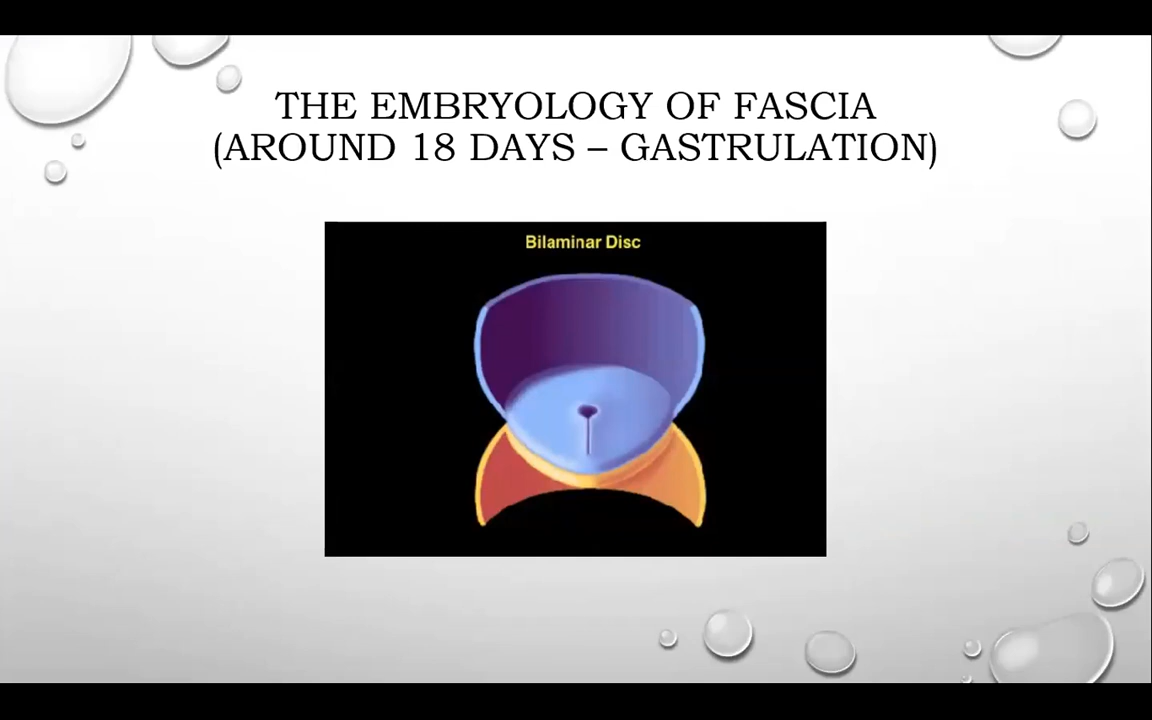 THE EMBRYOLOGY OF FASCIA
(AROUND 18 DAYS – GASTRULATION)
Bilaminar Disc